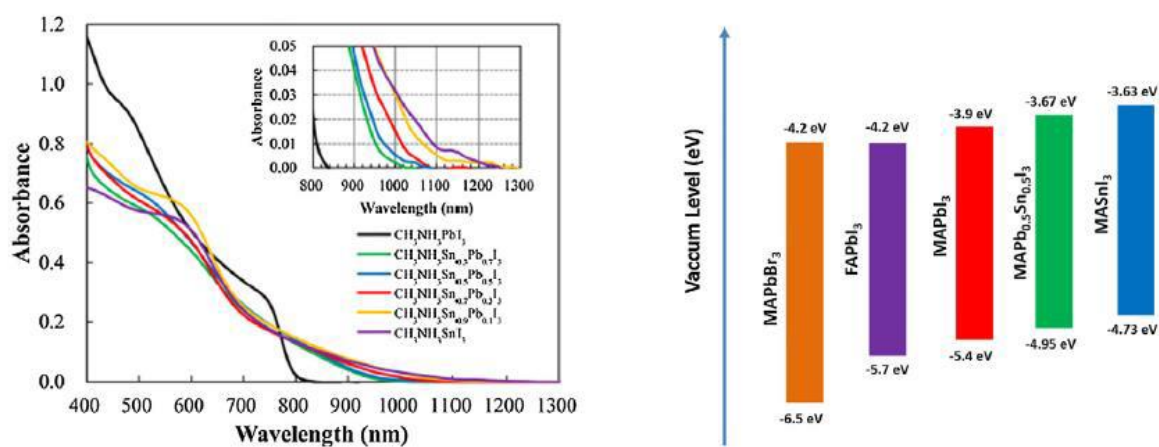 1.2
1.0
0.8
0.6
0.4
0.2
0.0
Absorbance
400 500 600 700 800 900 1000 1100 1200 1300
Wavelength (nm)
0.05
0.04
0.03
0.02
0.01
0.00
Absorbance
800 900 1000 1100 1200 1300
Wavelength (nm)
CH₃NH₃PbI₃
CH₃NH₃Sn₀.₃Pb₀.₇I₃
CH₃NH₃Sn₀.₅Pb₀.₅I₃
CH₃NH₃Sn₀.₇Pb₀.₃I₃
CH₃NH₃Sn₀.₉Pb₀.₁I₃
CH₃NH₃SnI₃
Vaccum Level (eV)
-4.2 eV
MAPbBr₃
-6.5 eV
-4.2 eV
FAPbI₃
-5.7 eV
-3.9 eV
MAPbI₃
-5.4 eV
-3.67 eV
MAPb₀.₅Sn₀.₅I₃
-4.95 eV
-3.63 eV
MASnI₃
-4.73 eV